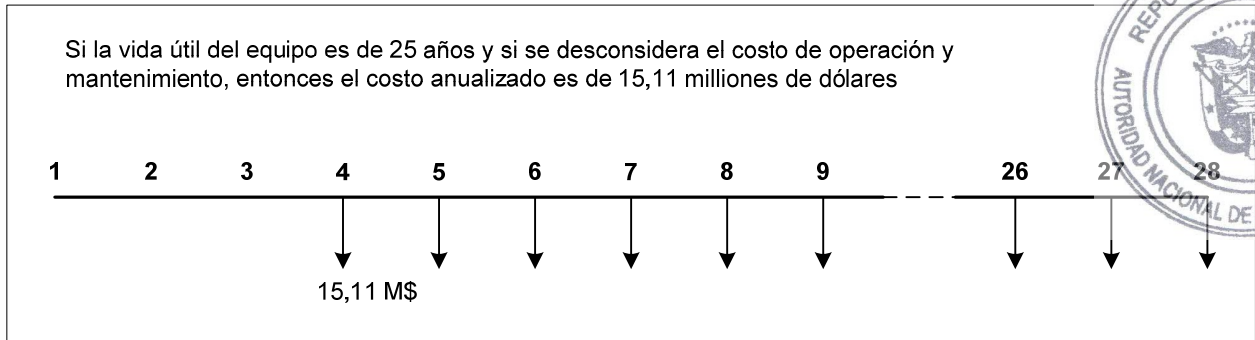 Si la vida útil del equipo es de 25 años y si se desconsidera el costo de operación y
mantenimiento, entonces el costo anualizado es de 15,11 milliones de dólares
1 2 3 4 5 6 7 8 9 26 27 28
15,11 M$
AUTORIDAD NACIONAL DE